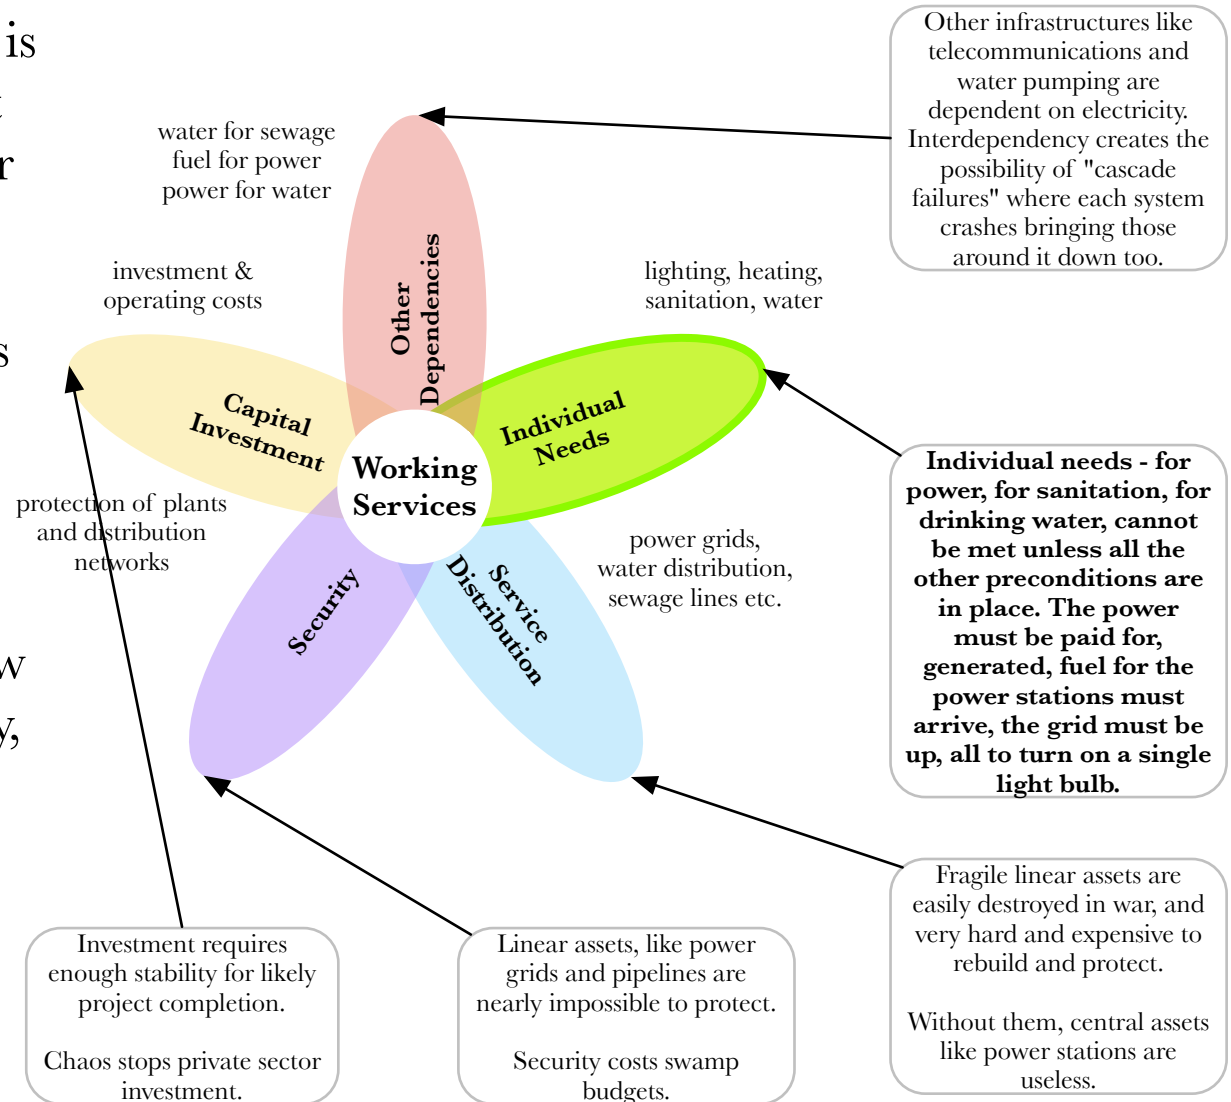 is
t
r
s
w
y,
Other infrastructures like
telecommunications and
water pumping are
dependent on electricity.
Interdependency creates the
possibility of "cascade
failures" where each system
crashes bringing those
around it down too.
water for sewage
fuel for power
power for water
investment &
operating costs
lighting, heating,
sanitation, water
Other
Dependencies
Capital
Investment
Individual
Needs
Working
Services
protection of plants
and distribution
networks
Security
Service
Distribution
power grids,
water distribution,
sewage lines etc.
Individual needs - for
power, for sanitation, for
drinking water, cannot
be met unless all the
other preconditions are
in place. The power
must be paid for,
generated, fuel for the
power stations must
arrive, the grid must be
up, all to turn on a single
light bulb.
Investment requires
enough stability for likely
project completion.
Chaos stops private sector
investment.
Linear assets, like power
grids and pipelines are
nearly impossible to protect.
Security costs swamp
budgets.
Fragile linear assets are
easily destroyed in war, and
very hard and expensive to
rebuild and protect.
Without them, central assets
like power stations are
useless.